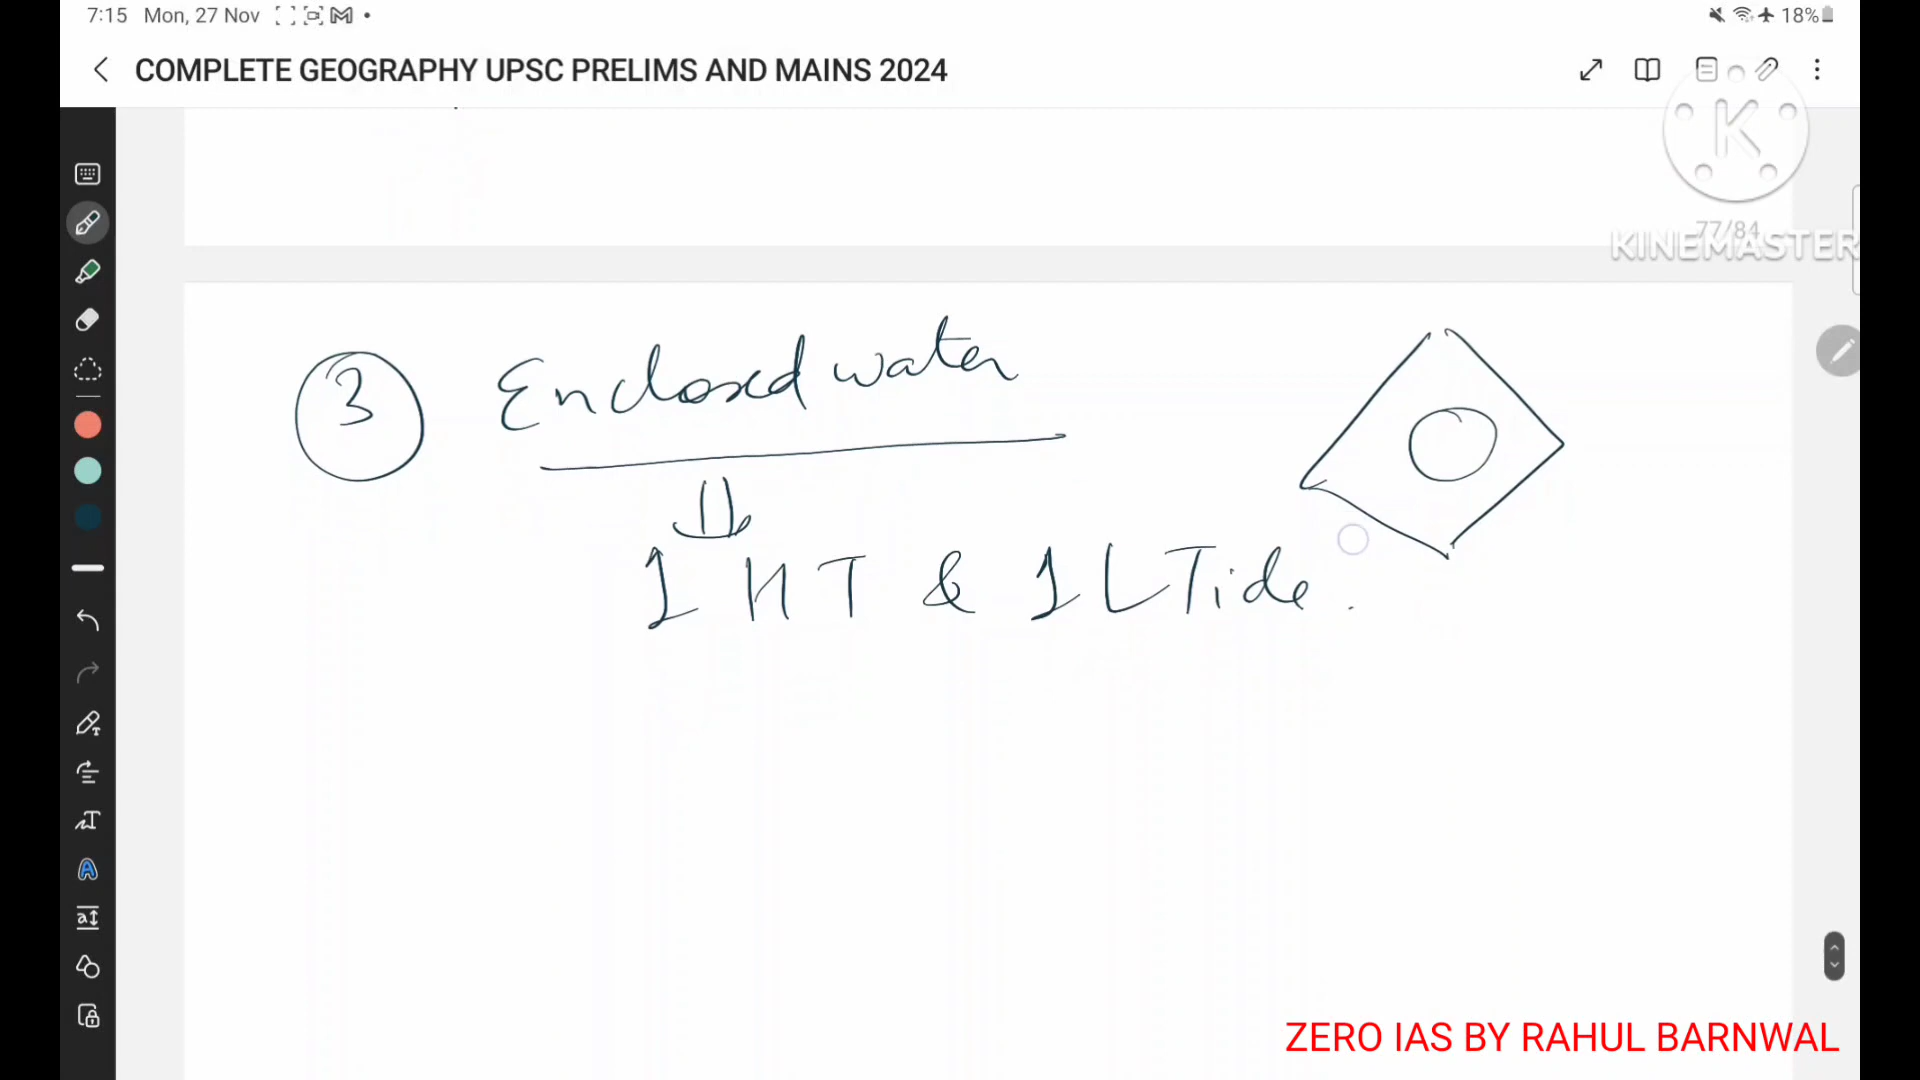 7:15 Mon, 27 Nov
18%
COMPLETE GEOGRAPHY UPSC PRELIMS AND MAINS 2024
K
77/84
KINEMASTER
3 Enclosed water
1 HT & 1 L Tide.
ZERO IAS BY RAHUL BARNWAL